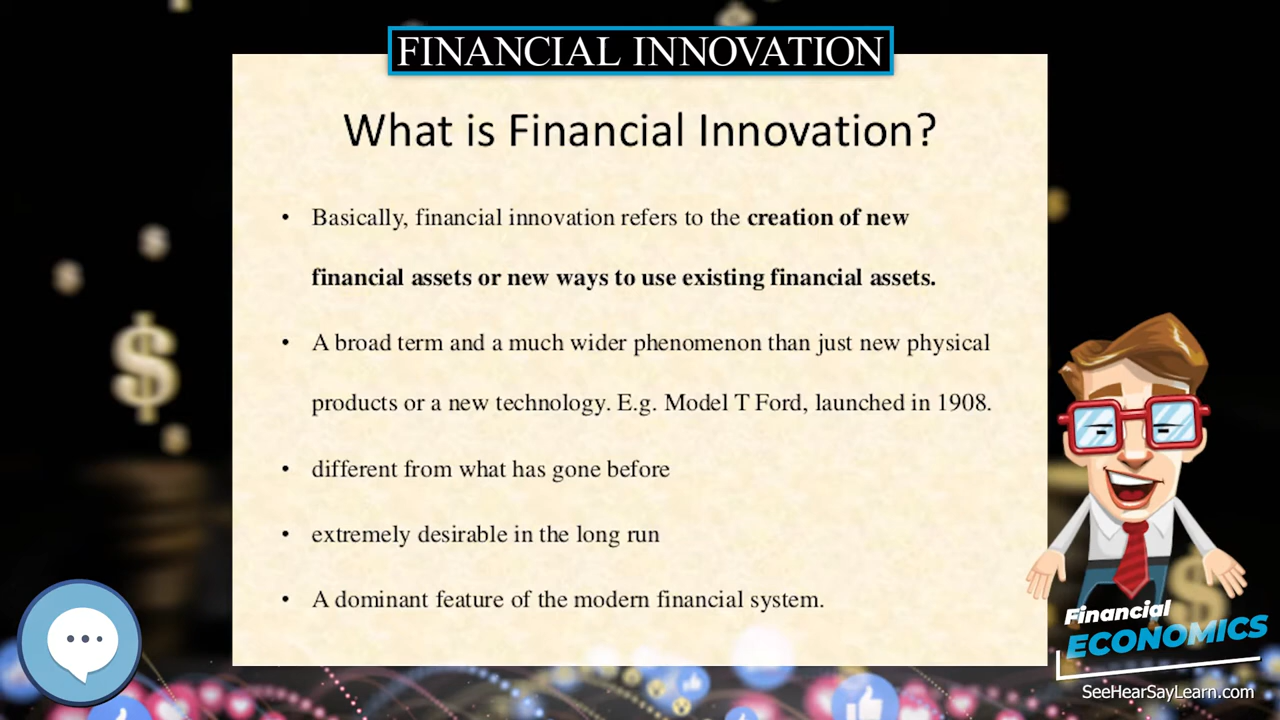 FINANCIAL INNOVATION
What is Financial Innovation?
• Basically, financial innovation refers to the creation of new
financial assets or new ways to use existing financial assets.
• A broad term and a much wider phenomenon than just new physical
products or a new technology. E.g. Model T Ford, launched in 1908.
• different from what has gone before
• extremely desirable in the long run
• A dominant feature of the modern financial system.
Financial
ECONOMICS
SeeHearSayLearn.com